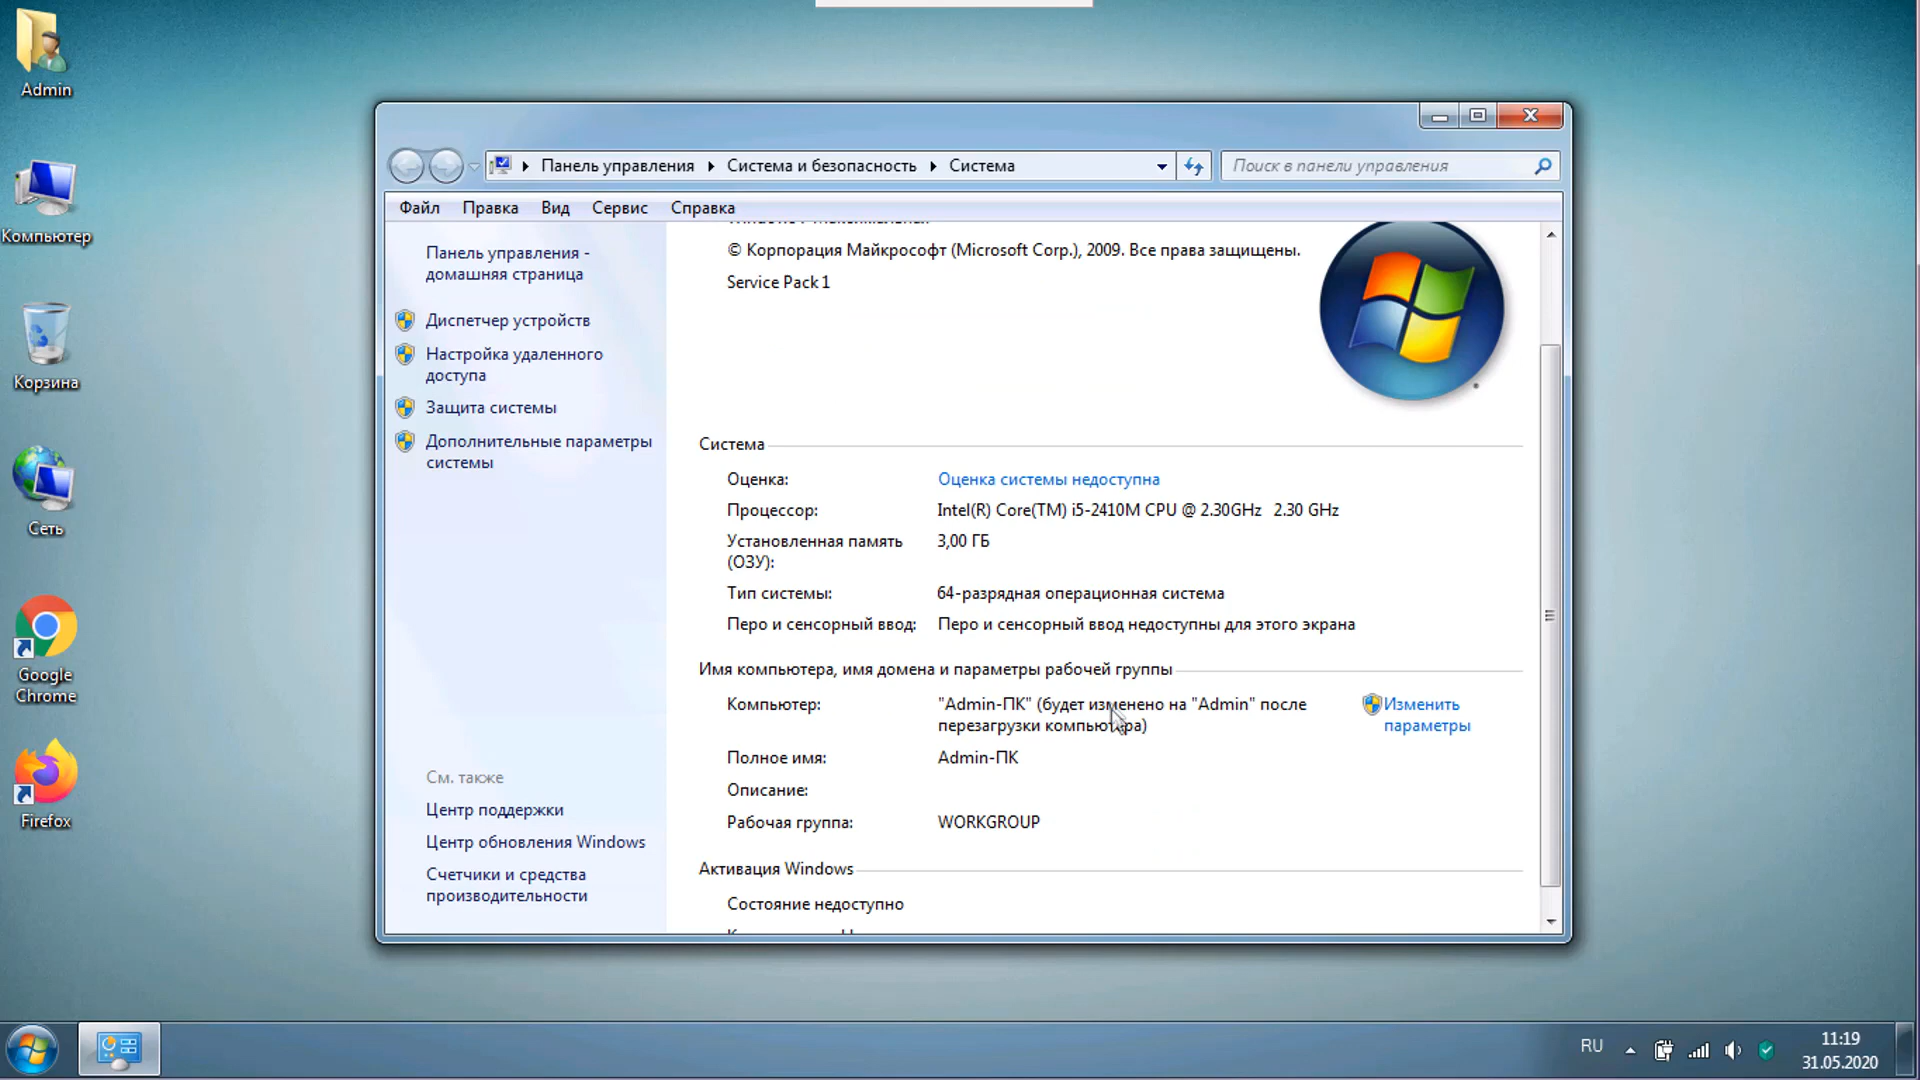 Admin
Компьютер
Корзина
Сеть
Google
Chrome
Firefox
Панель управления
Система и безопасность
Система
Поиск в панели управления
Файл
Правка
Вид
Сервис
Справка
Панель управления -
домашняя страница
Диспетчер устройств
Настройка удаленного
доступа
Защита системы
Дополнительные параметры
системы
См. также
Центр поддержки
Центр обновления Windows
Счетчики и средства
производительности
© Корпорация Майкрософт (Microsoft Corp.), 2009. Все права защищены.
Service Pack 1
Система
Оценка: Оценка системы недоступна
Процессор: Intel(R) Core(TM) i5-2410M CPU @ 2.30GHz 2.30 GHz
Установленная память 3,00 ГБ
(ОЗУ):
Тип системы: 64-разрядная операционная система
Перо и сенсорный ввод: Перо и сенсорный ввод недоступны для этого экрана
Имя компьютера, имя домена и параметры рабочей группы
Компьютер: "Admin-ПК" (будет изменено на "Admin" после Изменить
перезагрузки компьютера) параметры
Полное имя: Admin-ПК
Описание:
Рабочая группа: WORKGROUP
Активация Windows
Состояние недоступно
RU
11:19
31.05.2020